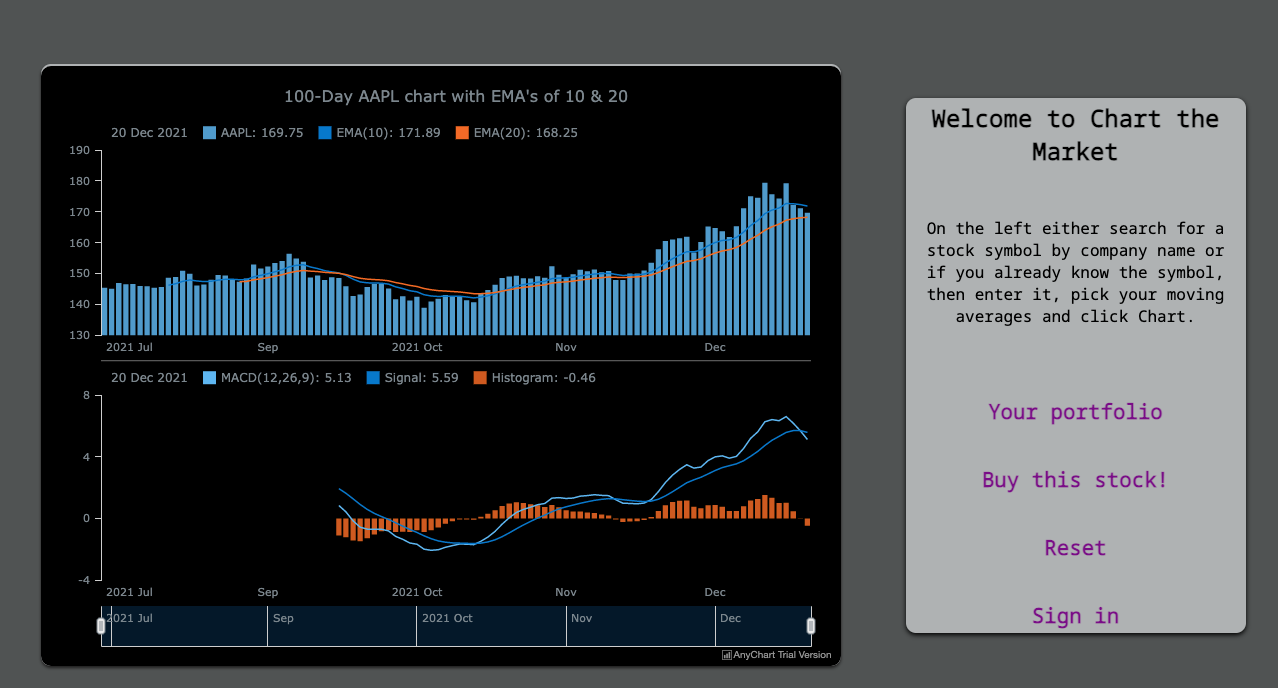 100-Day AAPL chart with EMA's of 10 & 20
20 Dec 2021 AAPL: 169.75 EMA(10): 171.89 EMA(20): 168.25
190
180
170
160
150
140
130
2021 Jul Sep 2021 Oct Nov Dec
20 Dec 2021 MACD(12,26,9): 5.13 Signal: 5.59 Histogram: -0.46
8
4
0
-4
2021 Jul Sep 2021 Oct Nov Dec
2021 Jul Sep 2021 Oct Nov Dec
AnyChart Trial Version
Welcome to Chart the
Market
On the left either search for a
stock symbol by company name or
if you already know the symbol,
then enter it, pick your moving
averages and click Chart.
Your portfolio
Buy this stock!
Reset
Sign in